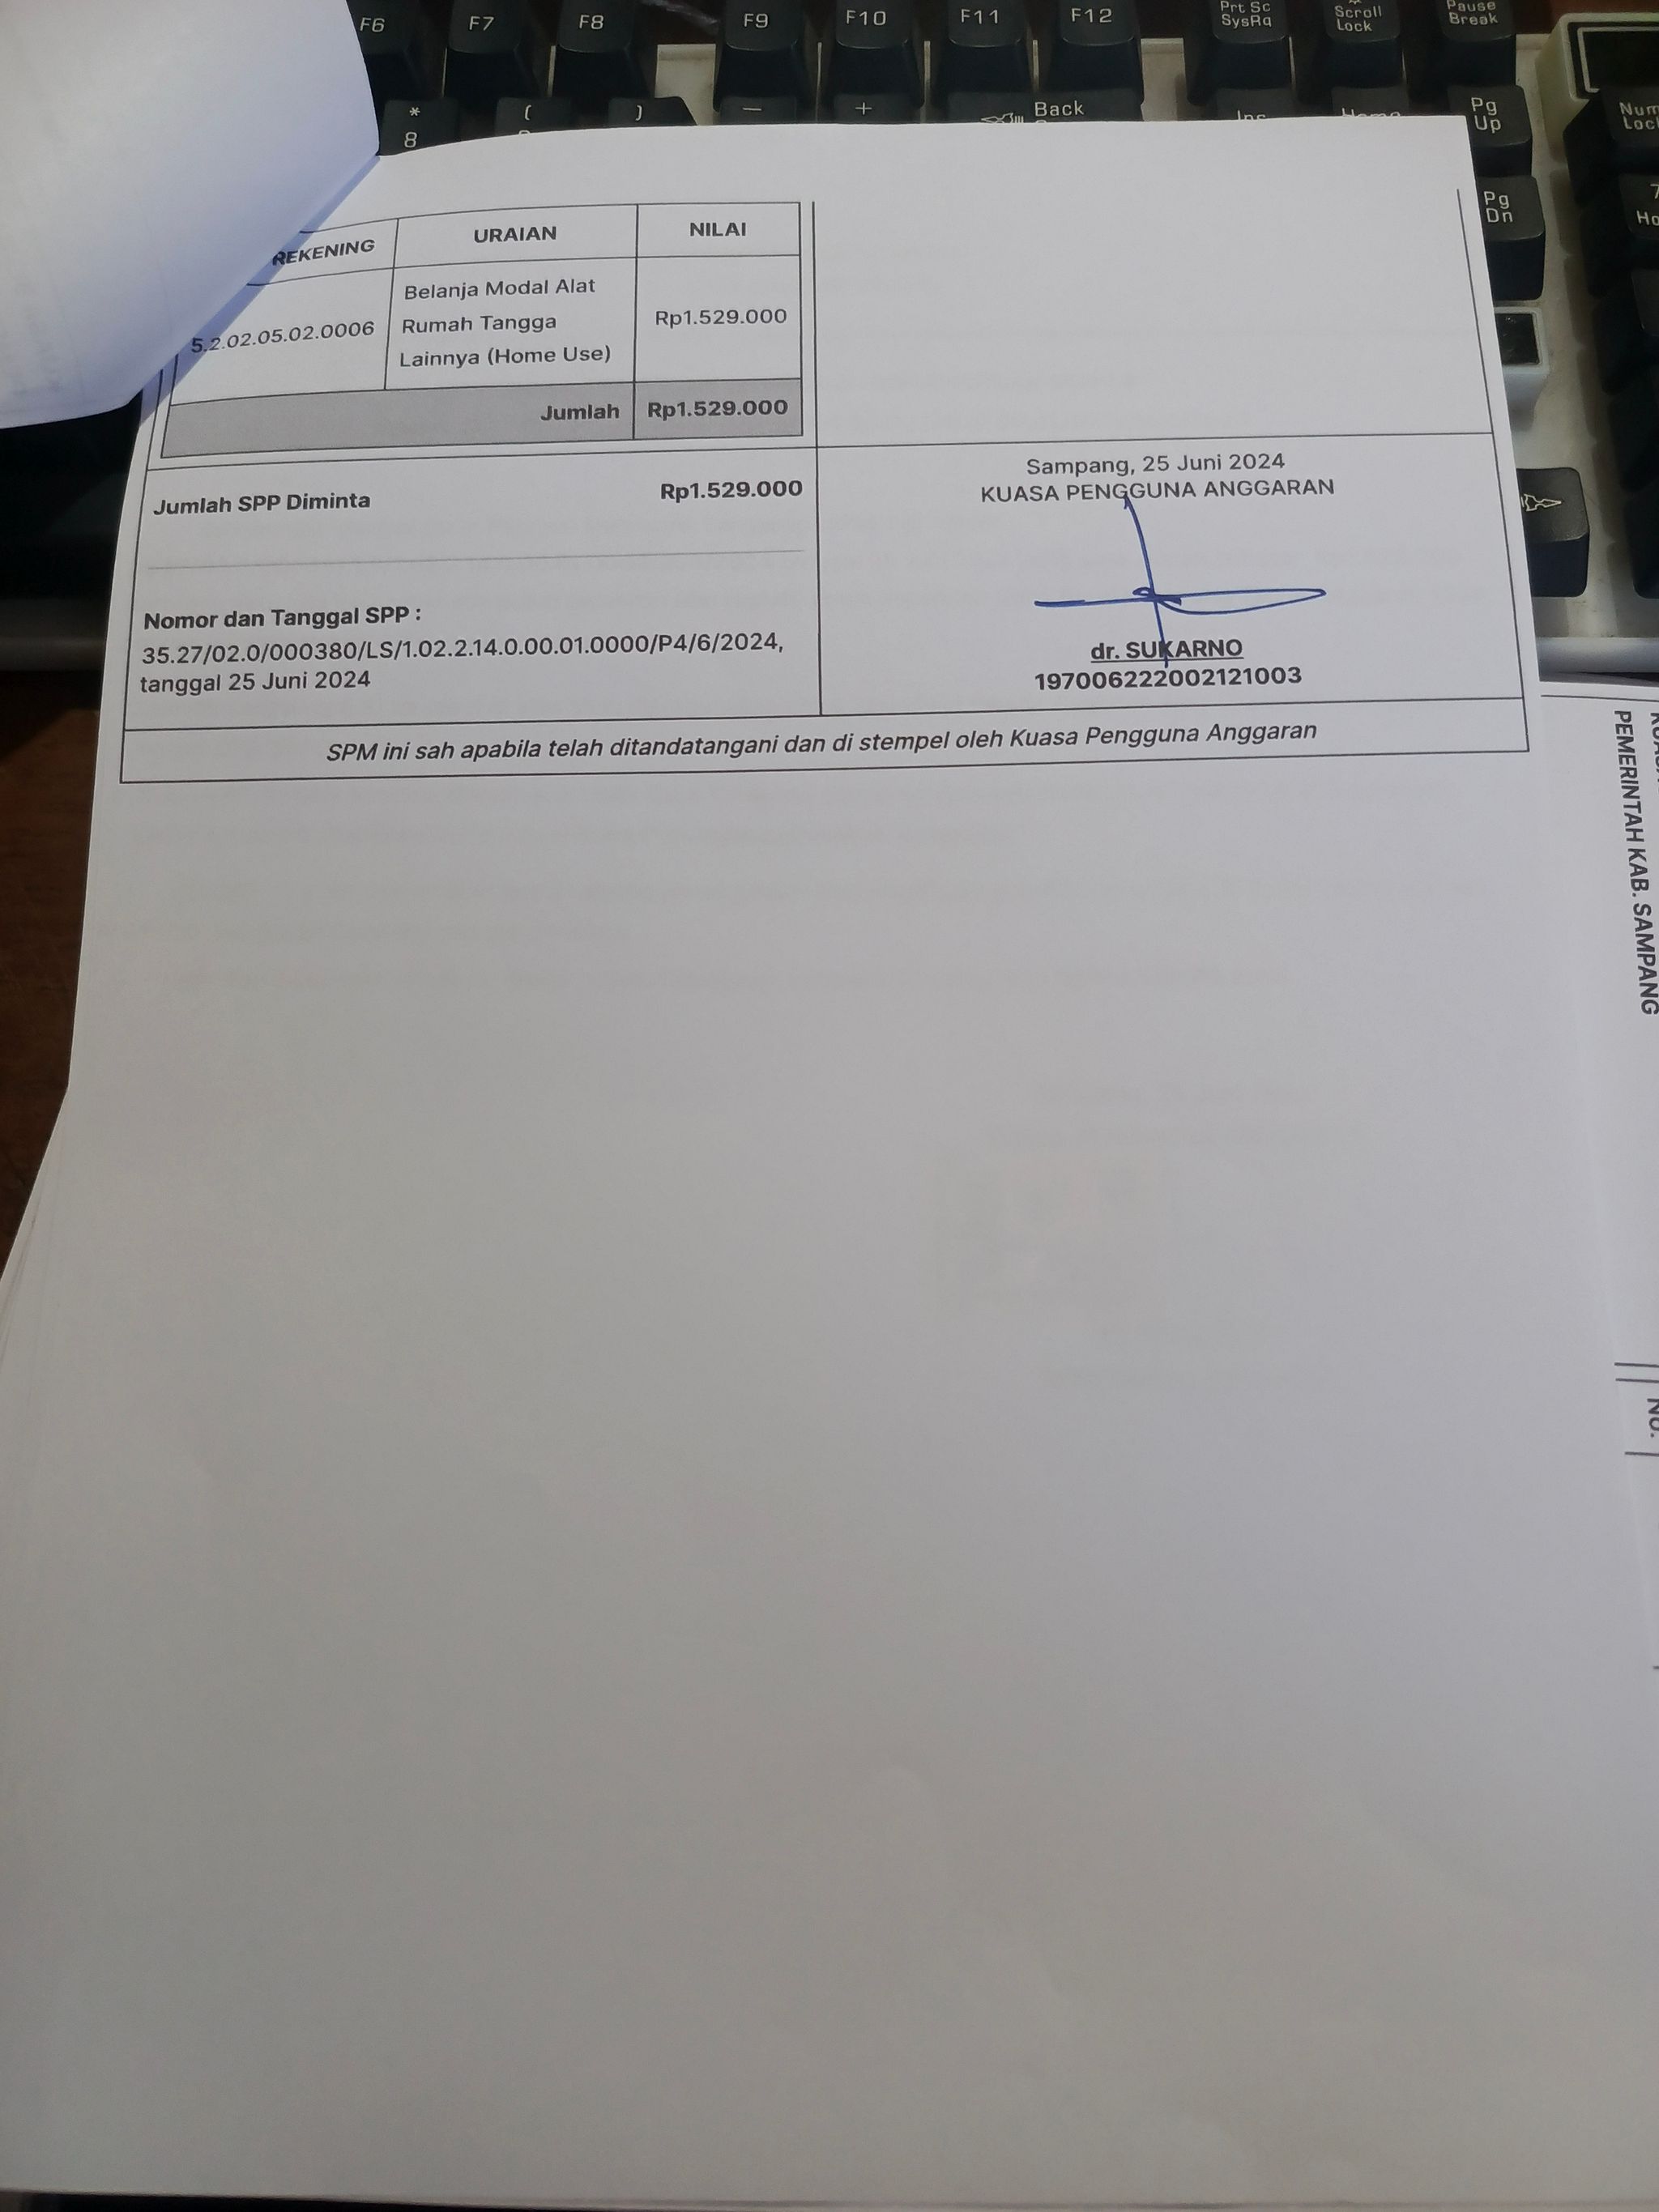 F6 F7 F8 F9 F10 F11 F12 Prt Sc SysRq Scroll Lock Pause Break
* 8 ( ) — + Back Pg Up Num
Pg Dn 7
REKENING URAIAN NILAI
5.2.02.05.02.0006 Belanja Modal Alat Rp1.529.000
Rumah Tangga
Lainnya (Home Use)
Jumlah Rp1.529.000
Jumlah SPP Diminta Rp1.529.000
Nomor dan Tanggal SPP :
35.27/02.0/000380/LS/1.02.2.14.0.00.01.0000/P4/6/2024,
tanggal 25 Juni 2024
Sampang, 25 Juni 2024
KUASA PENGGUNA ANGGARAN
dr. SUKARNO
197006222002121003
SPM ini sah apabila telah ditandatangani dan di stempel oleh Kuasa Pengguna Anggaran
PEMERINTAH KAB. SAMPANG
No.